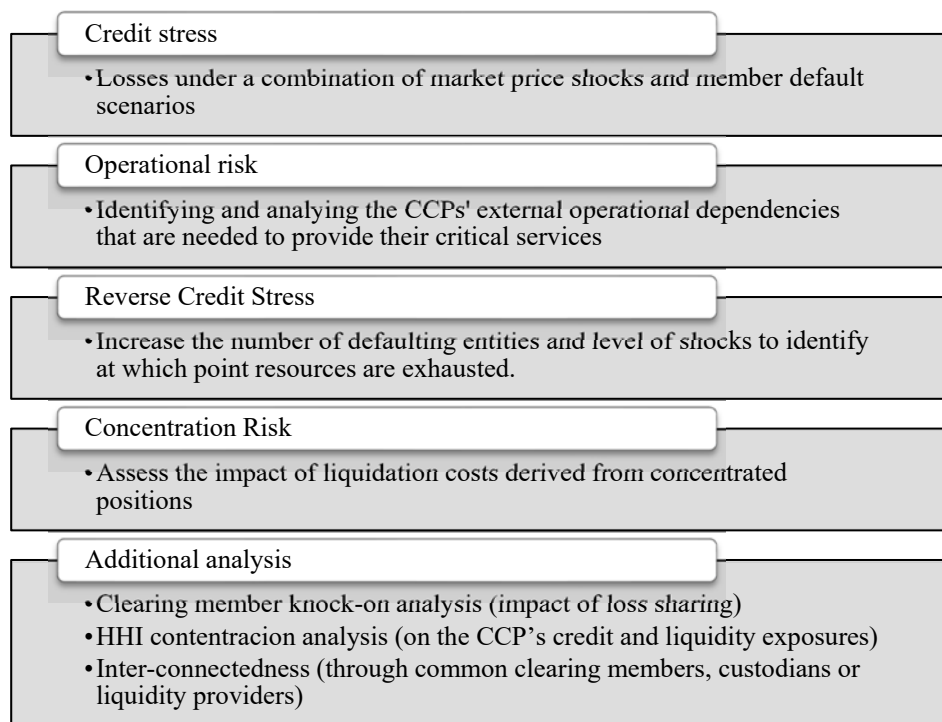 Credit stress
•Losses under a combination of market price shocks and member default
scenarios
Operational risk
•Identifying and analying the CCPs' external operational dependencies
that are needed to provide their critical services
Reverse Credit Stress
•Increase the number of defaulting entities and level of shocks to identify
at which point resources are exhausted.
Concentration Risk
•Assess the impact of liquidation costs derived from concentrated
positions
Additional analysis
•Clearing member knock-on analysis (impact of loss sharing)
•HHI contentracion analysis (on the CCP’s credit and liquidity exposures)
•Inter-connectedness (through common clearing members, custodians or
liquidity providers)